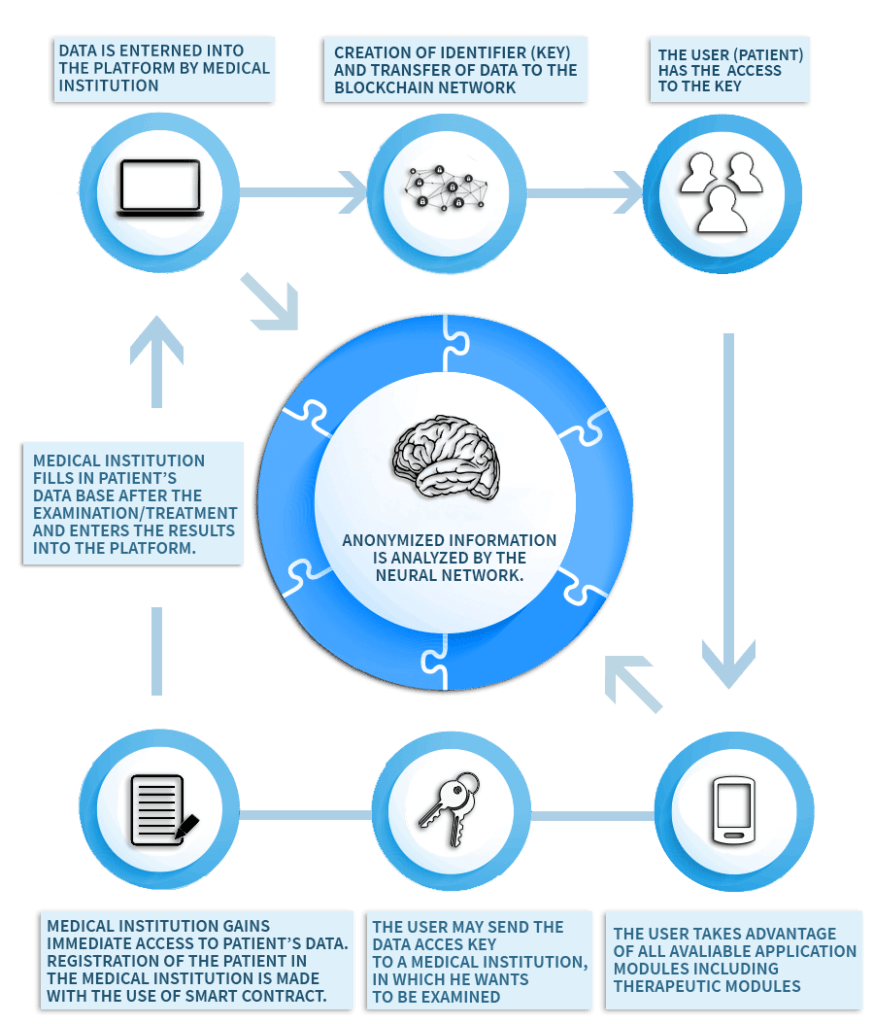 DATA IS ENTERNED INTO
THE PLATFORM BY MEDICAL
INSTITUTION
CREATION OF IDENTIFIER (KEY)
AND TRANSFER OF DATA TO THE
BLOCKCHAIN NETWORK
THE USER (PATIENT)
HAS THE ACCESS
TO THE KEY
MEDICAL INSTITUTION
FILLS IN PATIENT'S
DATA BASE AFTER THE
EXAMINATION/TREATMENT
AND ENTERS THE RESULTS
INTO THE PLATFORM.
ANONYMIZED INFORMATION
IS ANALYZED BY THE
NEURAL NETWORK.
MEDICAL INSTITUTION GAINS
IMMEDIATE ACCESS TO PATIENT'S DATA.
REGISTRATION OF THE PATIENT IN
THE MEDICAL INSTITUTION IS MADE
WITH THE USE OF SMART CONTRACT.
THE USER MAY SEND THE
DATA ACCES KEY
TO A MEDICAL INSTITUTION,
IN WHICH HE WANTS
TO BE EXAMINED
THE USER TAKES ADVANTAGE
OF ALL AVALIABLE APPLICATION
MODULES INCLUDING
THERAPEUTIC MODULES